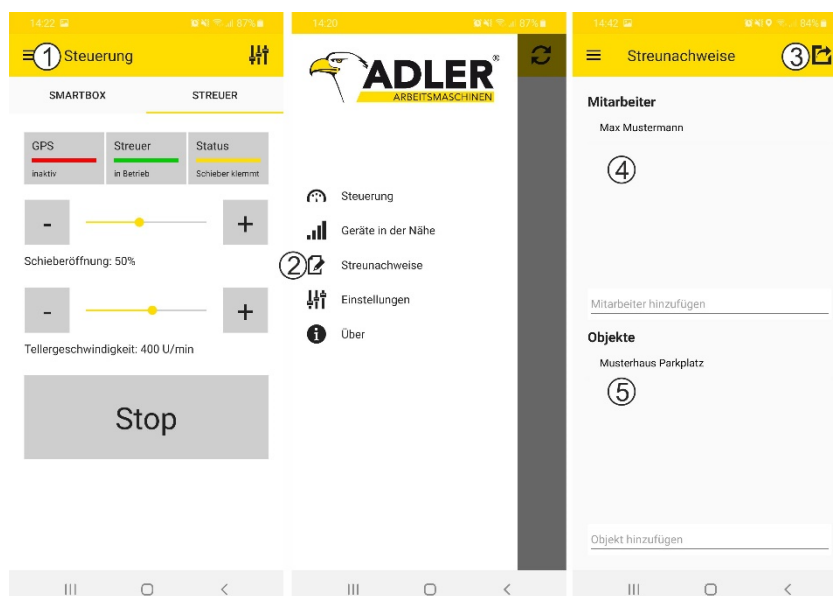 14:22
87%
1 Steuerung
SMARTBOX STREUER
GPS Streuer Status
inaktiv in Betrieb Schieber klemmt
- +
Schieberöffnung: 50%
- +
Tellergeschwindigkeit: 400 U/min
Stop
14:20
87%
ADLER®
ARBEITSMASCHINEN
Steuerung
Geräte in der Nähe
2 Streunachweise
Einstellungen
Über
14:42
84%
Streunachweise 3
Mitarbeiter
Max Mustermann
4
Mitarbeiter hinzufügen
Objekte
Musterhaus Parkplatz
5
Objekt hinzufügen